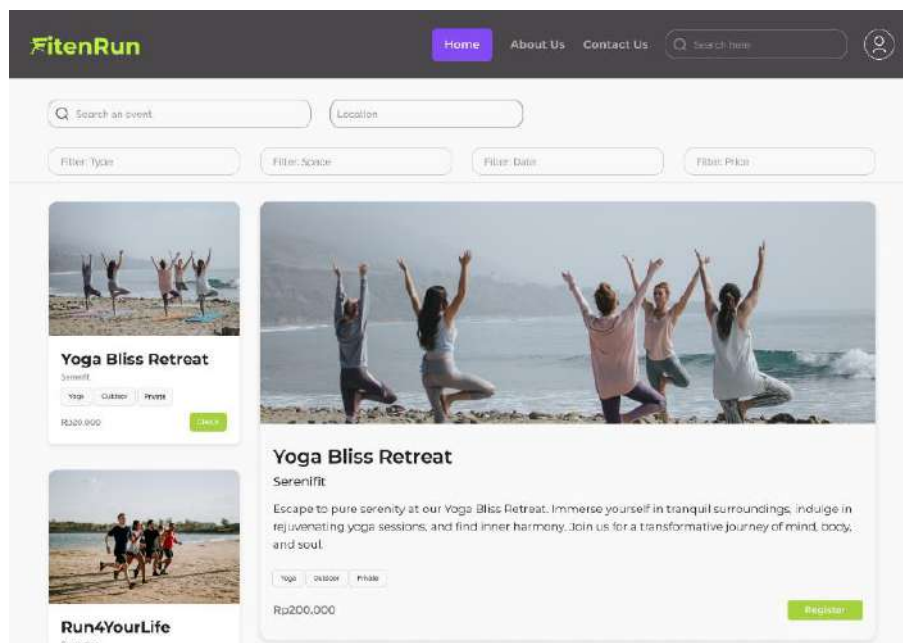 FitenRun
Home
About Us
Contact Us
Search here
Search an event
Location
Filter: Type
Filter: Space
Filter: Date
Filter: Price
Yoga Bliss Retreat
Serenifit
Yoga
Outdoor
Private
Rp200.000
Check
Run4YourLife
Yoga Bliss Retreat
Serenifit
Escape to pure serenity at our Yoga Bliss Retreat. Immerse yourself in tranquil surroundings, indulge in
rejuvenating yoga sessions, and find inner harmony. Join us for a transformative journey of mind, body,
and soul.
Yoga
Outdoor
Private
Rp200.000
Register